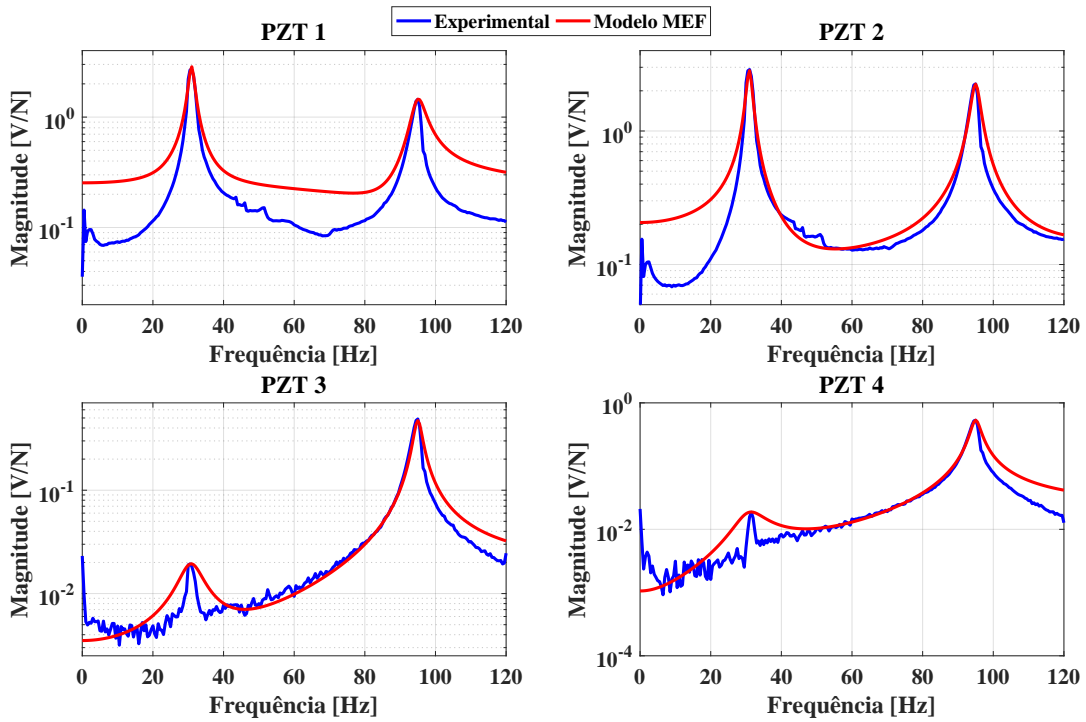 Experimental Modelo MEF
PZT 1
Magnitude [V/N]
10^0
10^-1
0 20 40 60 80 100 120
Frequência [Hz]
PZT 2
Magnitude [V/N]
10^0
10^-1
0 20 40 60 80 100 120
Frequência [Hz]
PZT 3
Magnitude [V/N]
10^-1
10^-2
0 20 40 60 80 100 120
Frequência [Hz]
PZT 4
Magnitude [V/N]
10^0
10^-2
10^-4
0 20 40 60 80 100 120
Frequência [Hz]